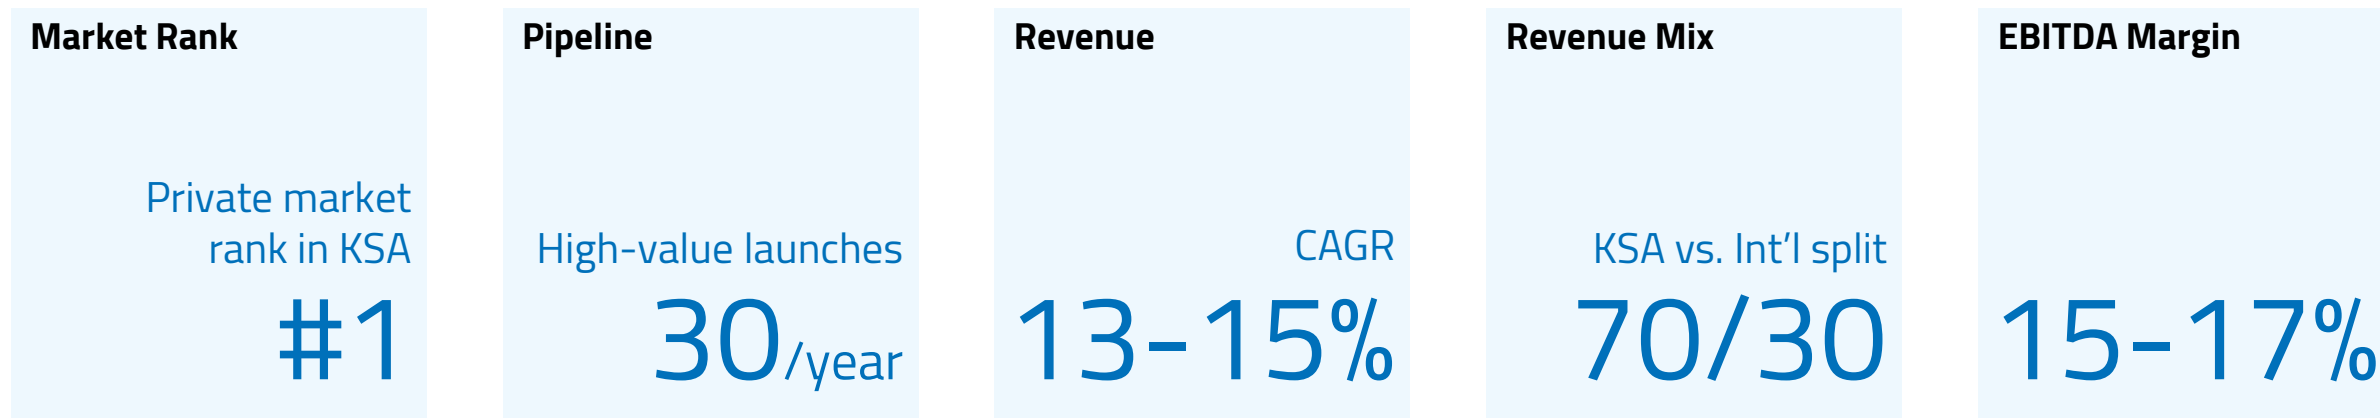 Market Rank
Private market
rank in KSA
#1
Pipeline
High-value launches
30/year
Revenue
CAGR
13-15%
Revenue Mix
KSA vs. Int’l split
70/30
EBITDA Margin
15-17%